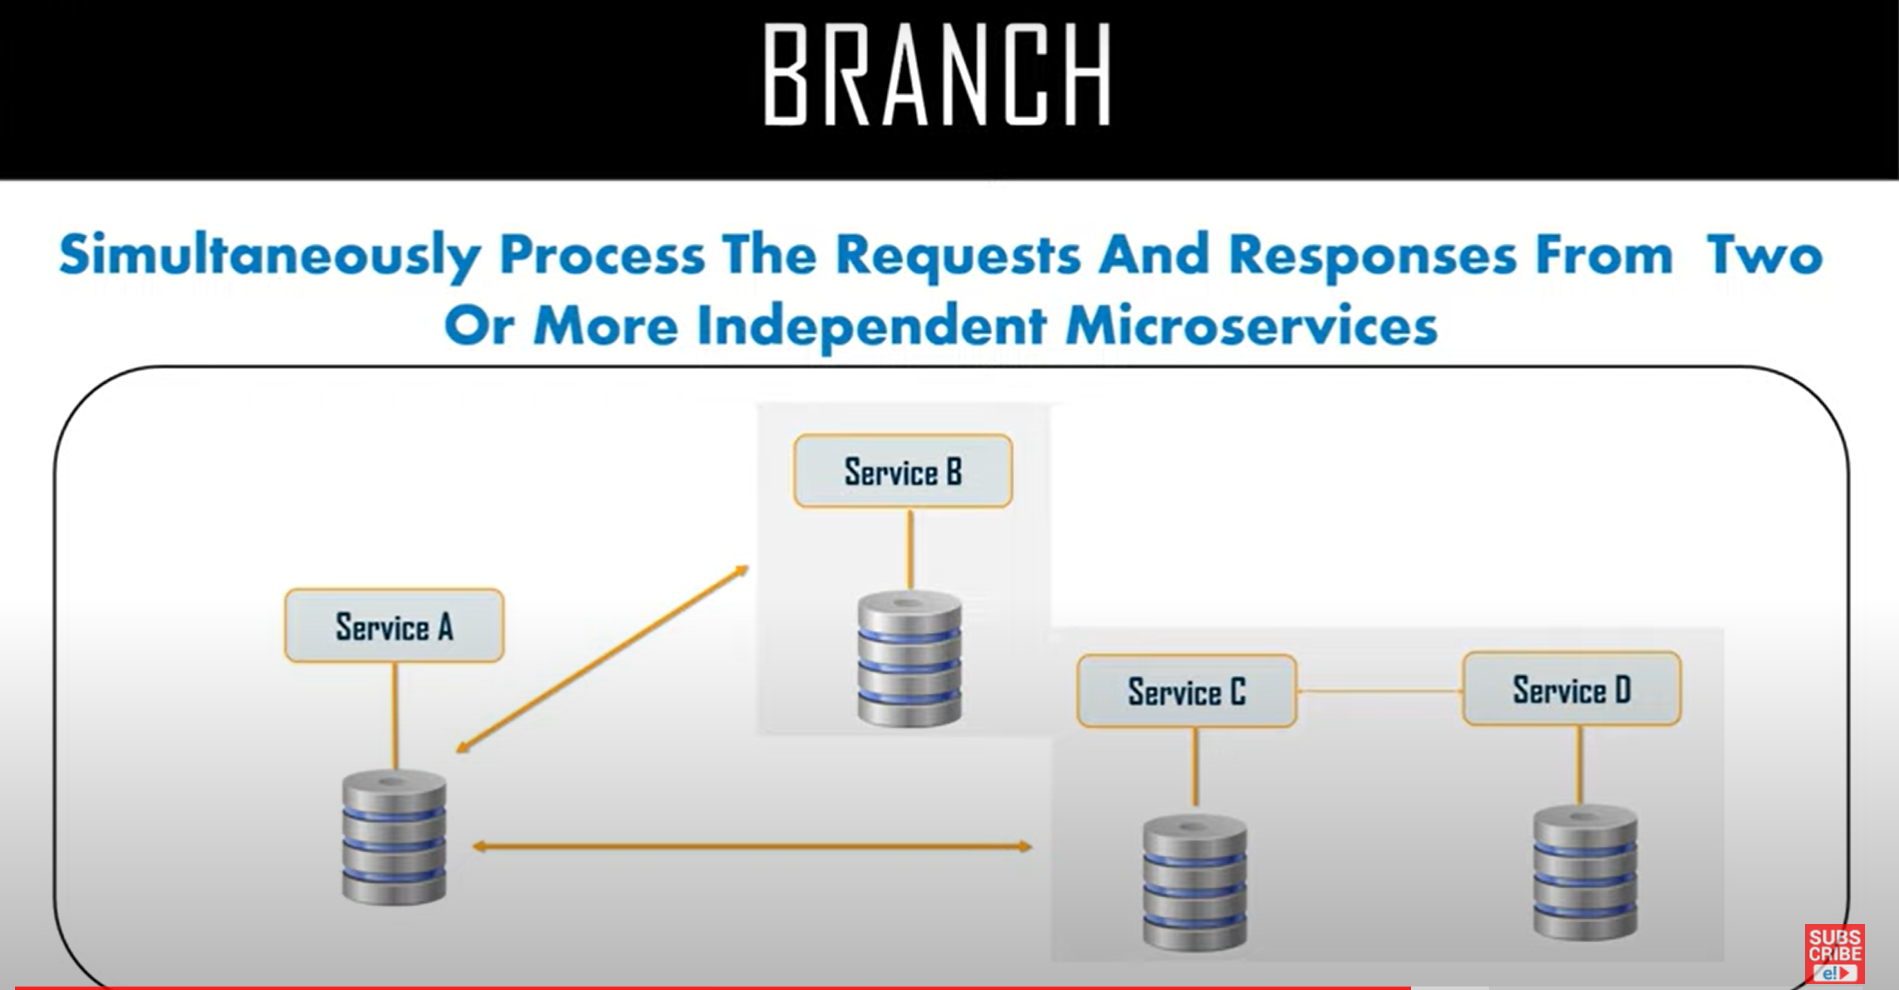 BRANCH
Simultaneously Process The Requests And Responses From Two
Or More Independent Microservices
Service B
Service A
Service C
Service D
SUBS
CRIBE
e!